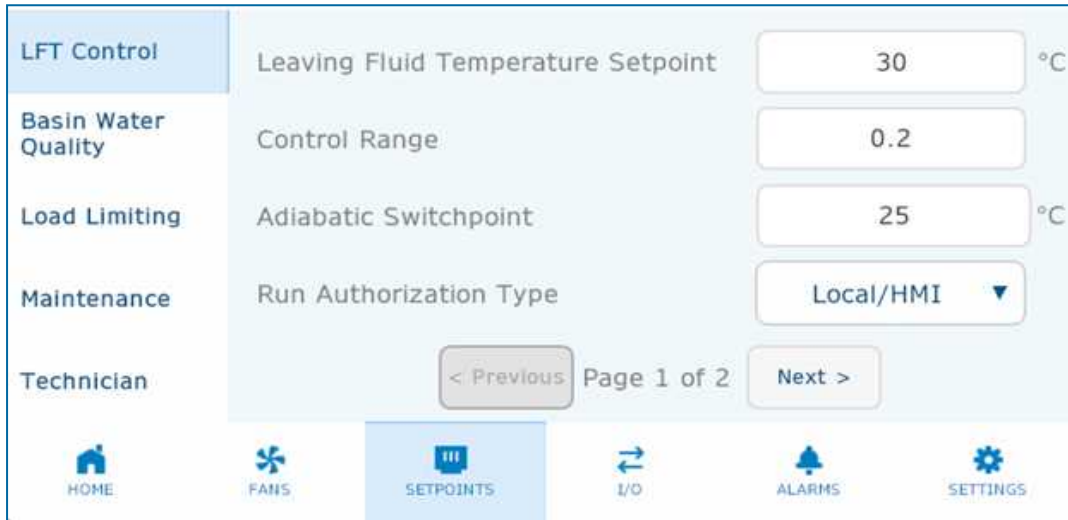 LFT Control
Basin Water
Quality
Load Limiting
Maintenance
Technician
Leaving Fluid Temperature Setpoint 30 °C
Control Range 0.2
Adiabatic Switchpoint 25 °C
Run Authorization Type Local/HMI ▼
< Previous Page 1 of 2 Next >
HOME FANS SETPOINTS I/O ALARMS SETTINGS